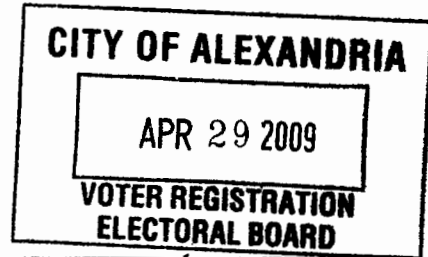 CITY OF ALEXANDRIA
APR 29 2009
VOTER REGISTRATION
ELECTORAL BOARD